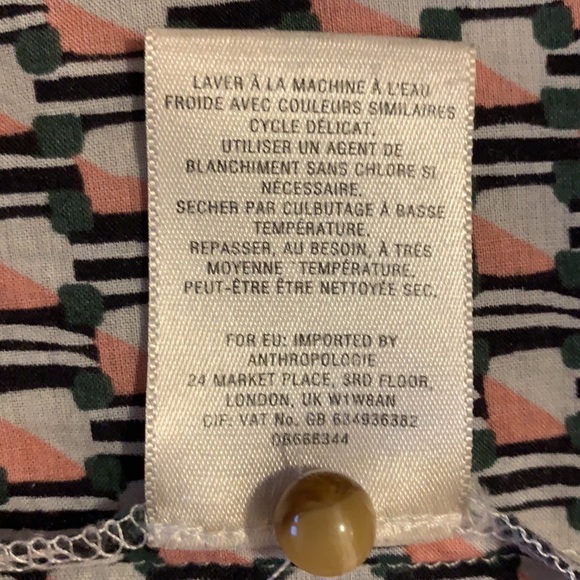 LAVER À LA MACHINE À L'EAU
FROIDE AVEC COULEURS SIMILAIRES
CYCLE DÉLICAT.
UTILISER UN AGENT DE
BLANCHIMENT SANS CHLORE SI
NÉCESSAIRE.
SECHER PAR CULBUTAGE À BASSE
TEMPÉRATURE.
REPASSER, AU BESOIN, À TRÈS
MOYENNE TEMPÉRATURE.
PEUT-ÊTRE ÊTRE NETTOYÉE SEC.
FOR EU: IMPORTED BY
ANTHROPOLOGIE
24 MARKET PLACE, 3RD FLOOR,
LONDON, UK W1W8AN
CIF: VAT No. GB 684936382